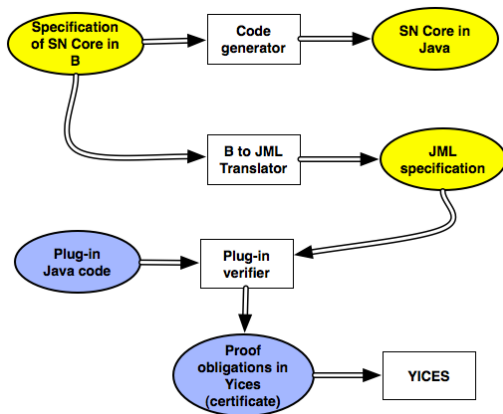 Specification
of SN Core in
B
Code
generator
SN Core in
Java
B to JML
Translator
JML
specification
Plug-in
Java code
Plug-in
verifier
Proof
obligations in
Yices
(certificate)
YICES